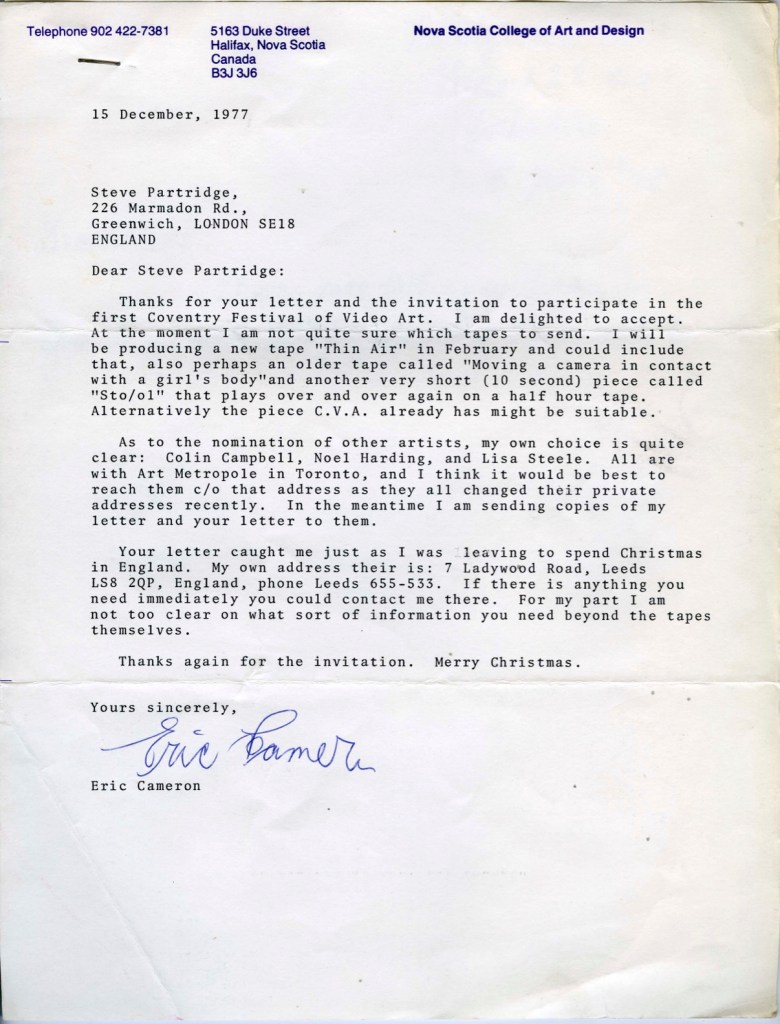 Telephone 902 422-7381
5163 Duke Street
Halifax, Nova Scotia
Canada
B3J 3J6
Nova Scotia College of Art and Design
15 December, 1977
Steve Partridge,
226 Marmadon Rd.,
Greenwich, LONDON SE18
ENGLAND
Dear Steve Partridge:
Thanks for your letter and the invitation to participate in the
first Coventry Festival of Video Art. I am delighted to accept.
At the moment I am not quite sure which tapes to send. I will
be producing a new tape "Thin Air" in February and could include
that, also perhaps an older tape called "Moving a camera in contact
with a girl's body"and another very short (10 second) piece called
"Sto/ol" that plays over and over again on a half hour tape.
Alternatively the piece C.V.A. already has might be suitable.
As to the nomination of other artists, my own choice is quite
clear: Colin Campbell, Noel Harding, and Lisa Steele. All are
with Art Metropole in Toronto, and I think it would be best to
reach them c/o that address as they all changed their private
addresses recently. In the meantime I am sending copies of my
letter and your letter to them.
Your letter caught me just as I was leaving to spend Christmas
in England. My own address their is: 7 Ladywood Road, Leeds
LS8 2QP, England, phone Leeds 655-533. If there is anything you
need immediately you could contact me there. For my part I am
not too clear on what sort of information you need beyond the tapes
themselves.
Thanks again for the invitation. Merry Christmas.
Yours sincerely,
Eric Cameron
Eric Cameron